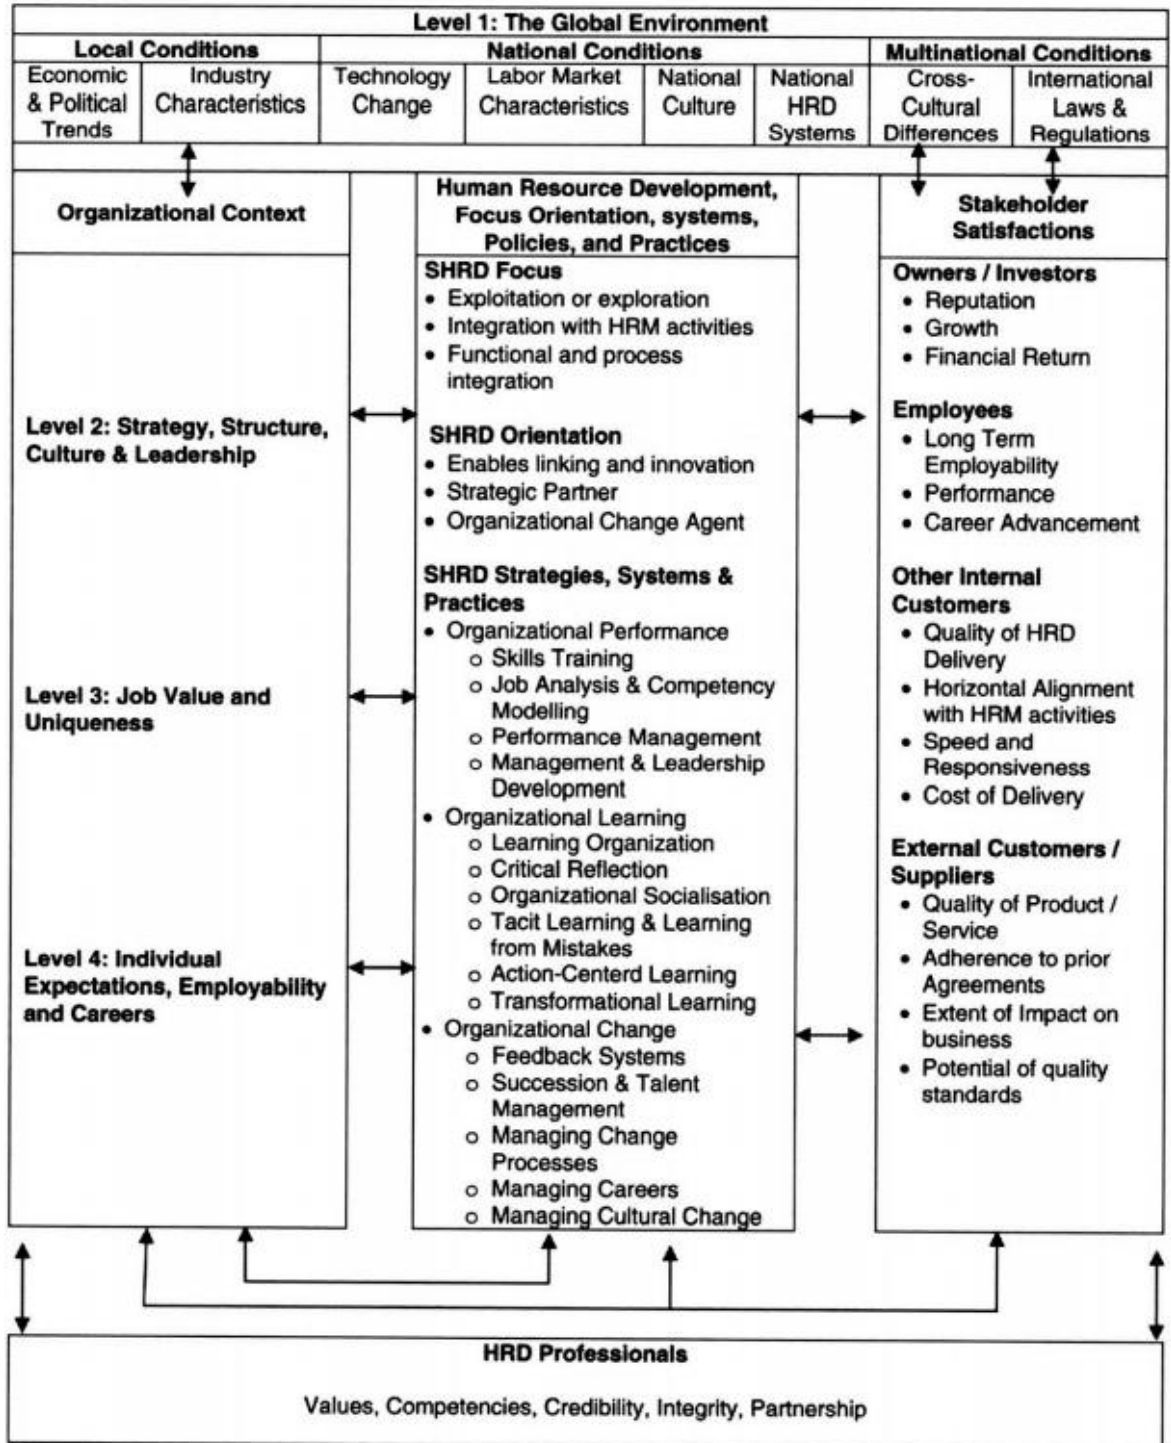 Level 1: The Global Environment
Local Conditions
National Conditions
Multinational Conditions
Economic
& Political
Trends
Industry
Characteristics
Technology
Change
Labor Market
Characteristics
National
Culture
National
HRD
Systems
Cross-
Cultural
Differences
International
Laws &
Regulations
Organizational Context
Level 2: Strategy, Structure,
Culture & Leadership
Level 3: Job Value and
Uniqueness
Level 4: Individual
Expectations, Employability
and Careers
Human Resource Development,
Focus Orientation, systems,
Policies, and Practices
SHRD Focus
• Exploitation or exploration
• Integration with HRM activities
• Functional and process
integration
SHRD Orientation
• Enables linking and innovation
• Strategic Partner
• Organizational Change Agent
SHRD Strategies, Systems &
Practices
• Organizational Performance
o Skills Training
o Job Analysis & Competency
Modelling
o Performance Management
o Management & Leadership
Development
• Organizational Learning
o Learning Organization
o Critical Reflection
o Organizational Socialisation
o Tacit Learning & Learning
from Mistakes
o Action-Centerd Learning
o Transformational Learning
• Organizational Change
o Feedback Systems
o Succession & Talent
Management
o Managing Change
Processes
o Managing Careers
o Managing Cultural Change
Stakeholder
Satisfactions
Owners / Investors
• Reputation
• Growth
• Financial Return
Employees
• Long Term
Employability
• Performance
• Career Advancement
Other Internal
Customers
• Quality of HRD
Delivery
• Horizontal Alignment
with HRM activities
• Speed and
Responsiveness
• Cost of Delivery
External Customers /
Suppliers
• Quality of Product /
Service
• Adherence to prior
Agreements
• Extent of Impact on
business
• Potential of quality
standards
HRD Professionals
Values, Competencies, Credibility, Integrity, Partnership